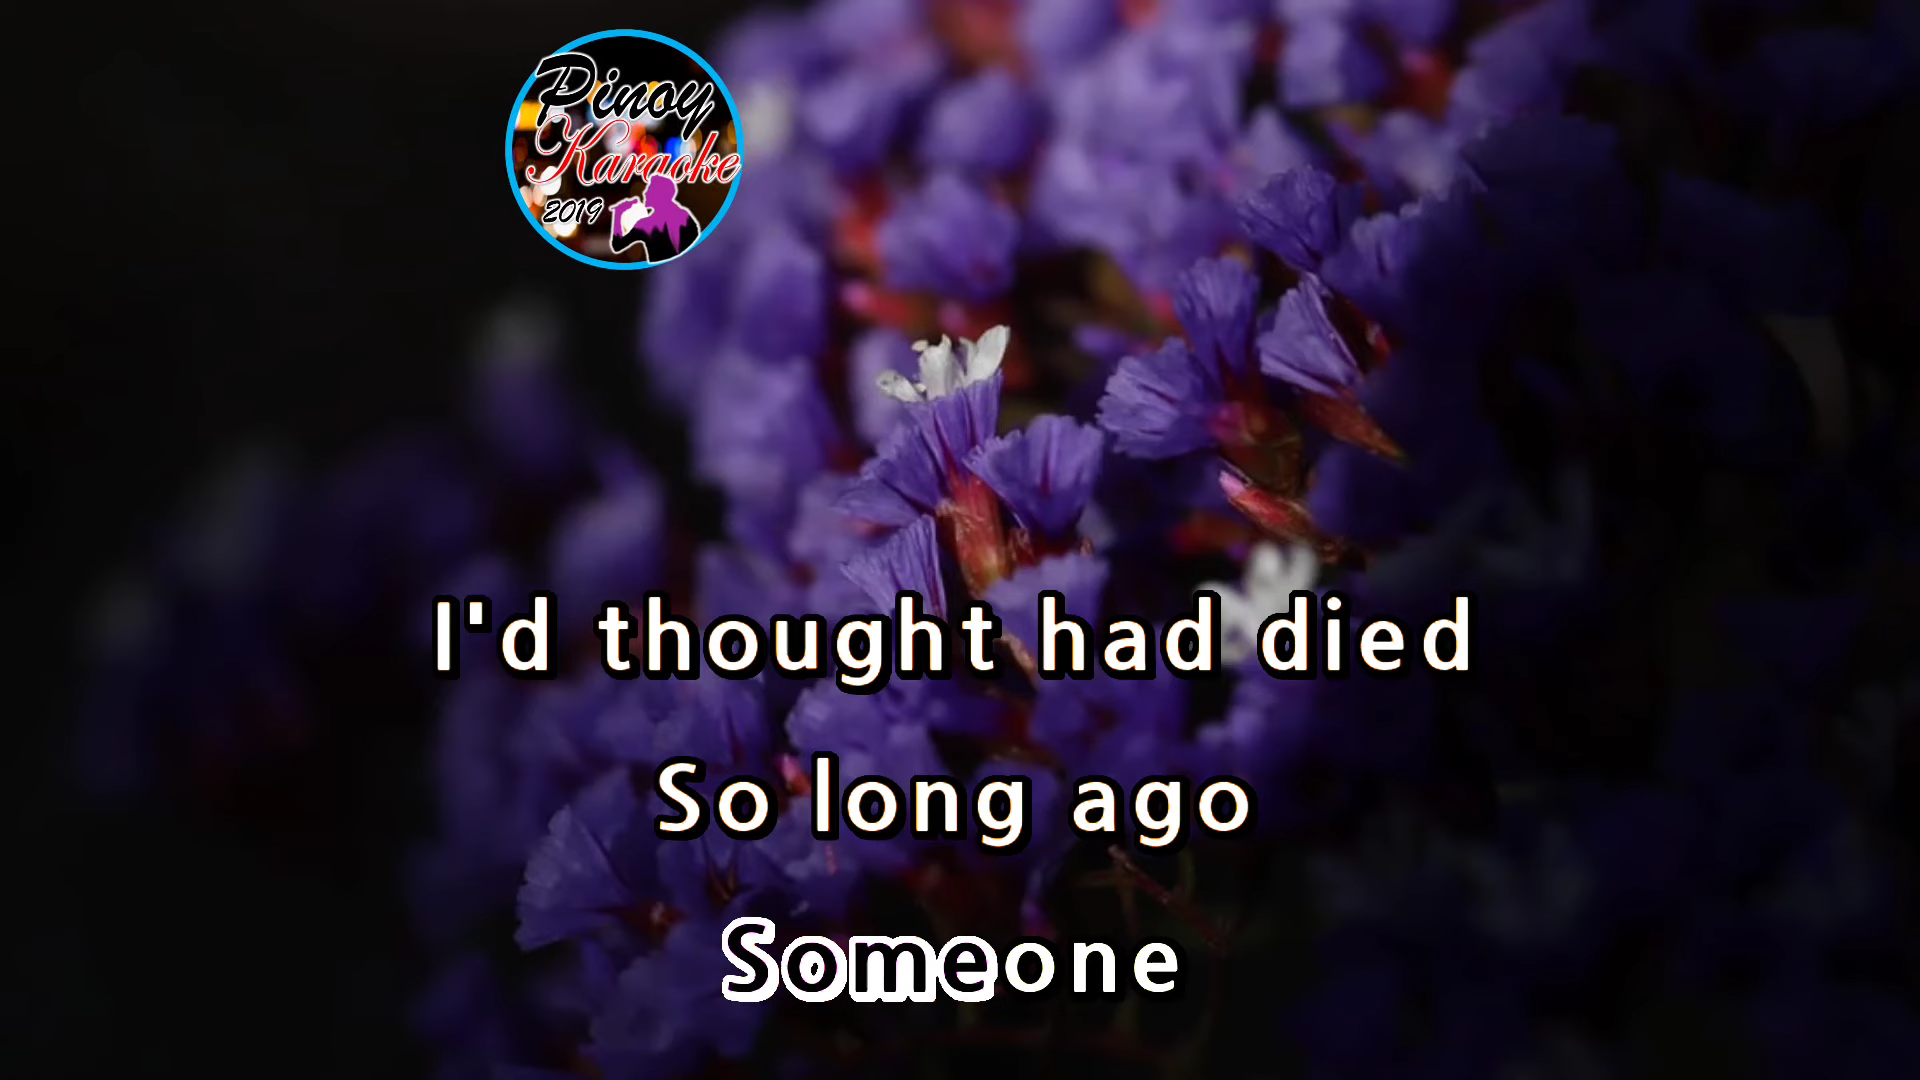 Pinoy
Karaoke
2019
I'd thought had died
So long ago
Someone